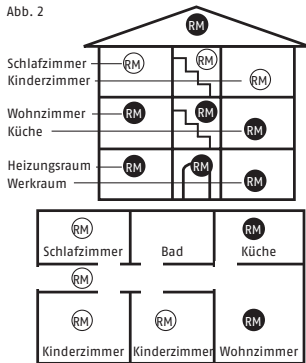 Abb. 2
RM
Schlafzimmer RM RM
Kinderzimmer RM
Wohnzimmer RM RM
Küche RM
Heizungsraum RM RM
Werkraum RM
RM RM
Schlafzimmer Bad Küche
RM
RM RM RM
Kinderzimmer Kinderzimmer Wohnzimmer